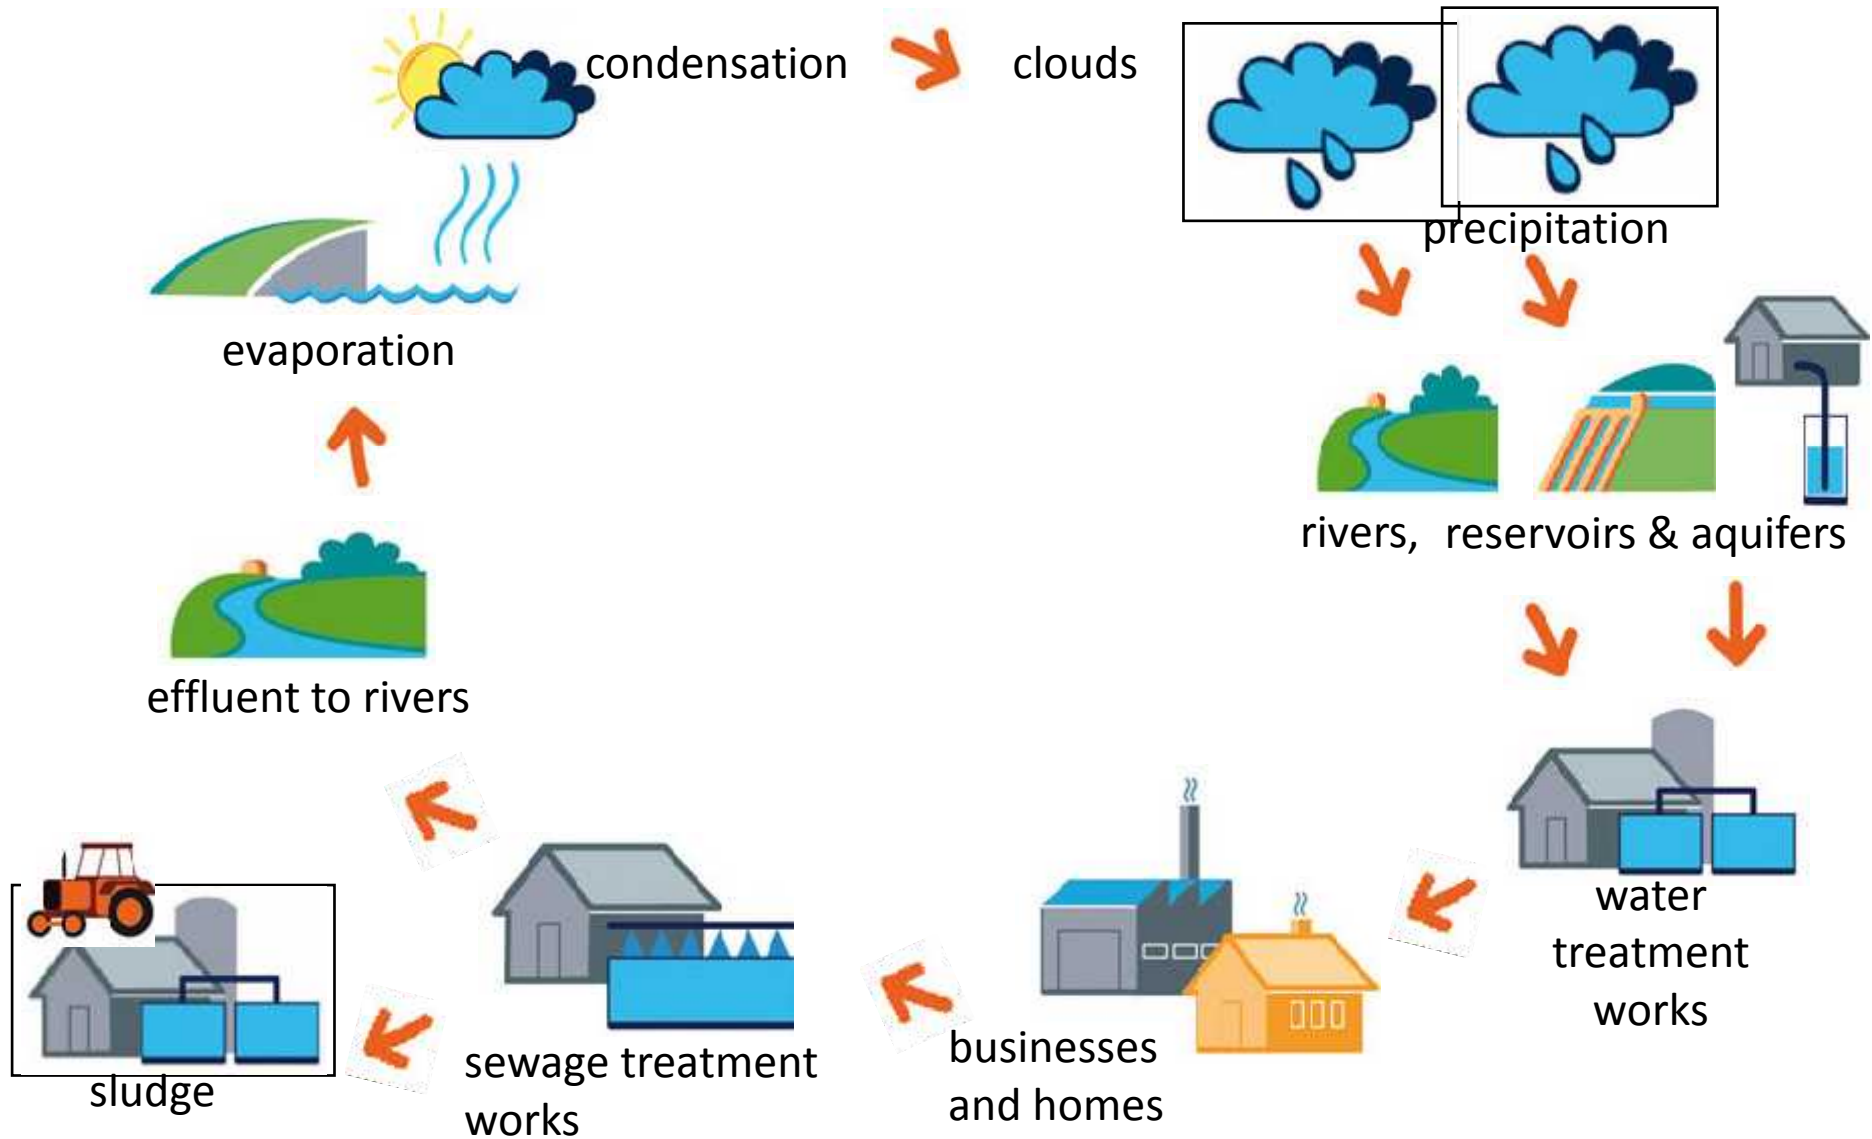 condensation
clouds
precipitation
evaporation
rivers,
reservoirs & aquifers
effluent to rivers
water
treatment
works
businesses
and homes
sewage treatment
works
sludge